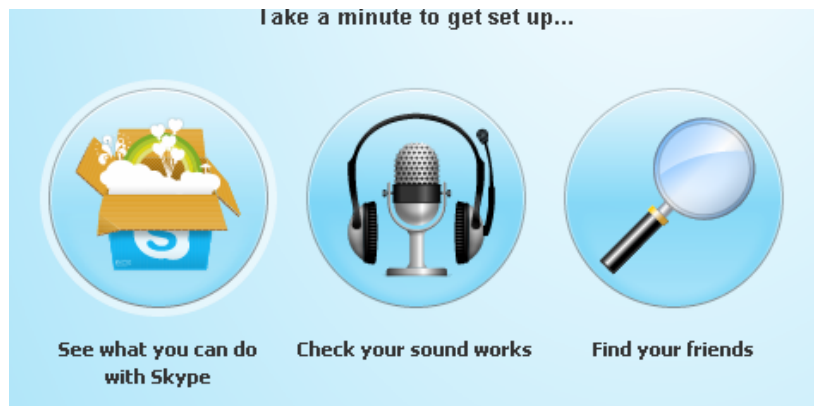 Take a minute to get set up...
See what you can do
with Skype
Check your sound works
Find your friends